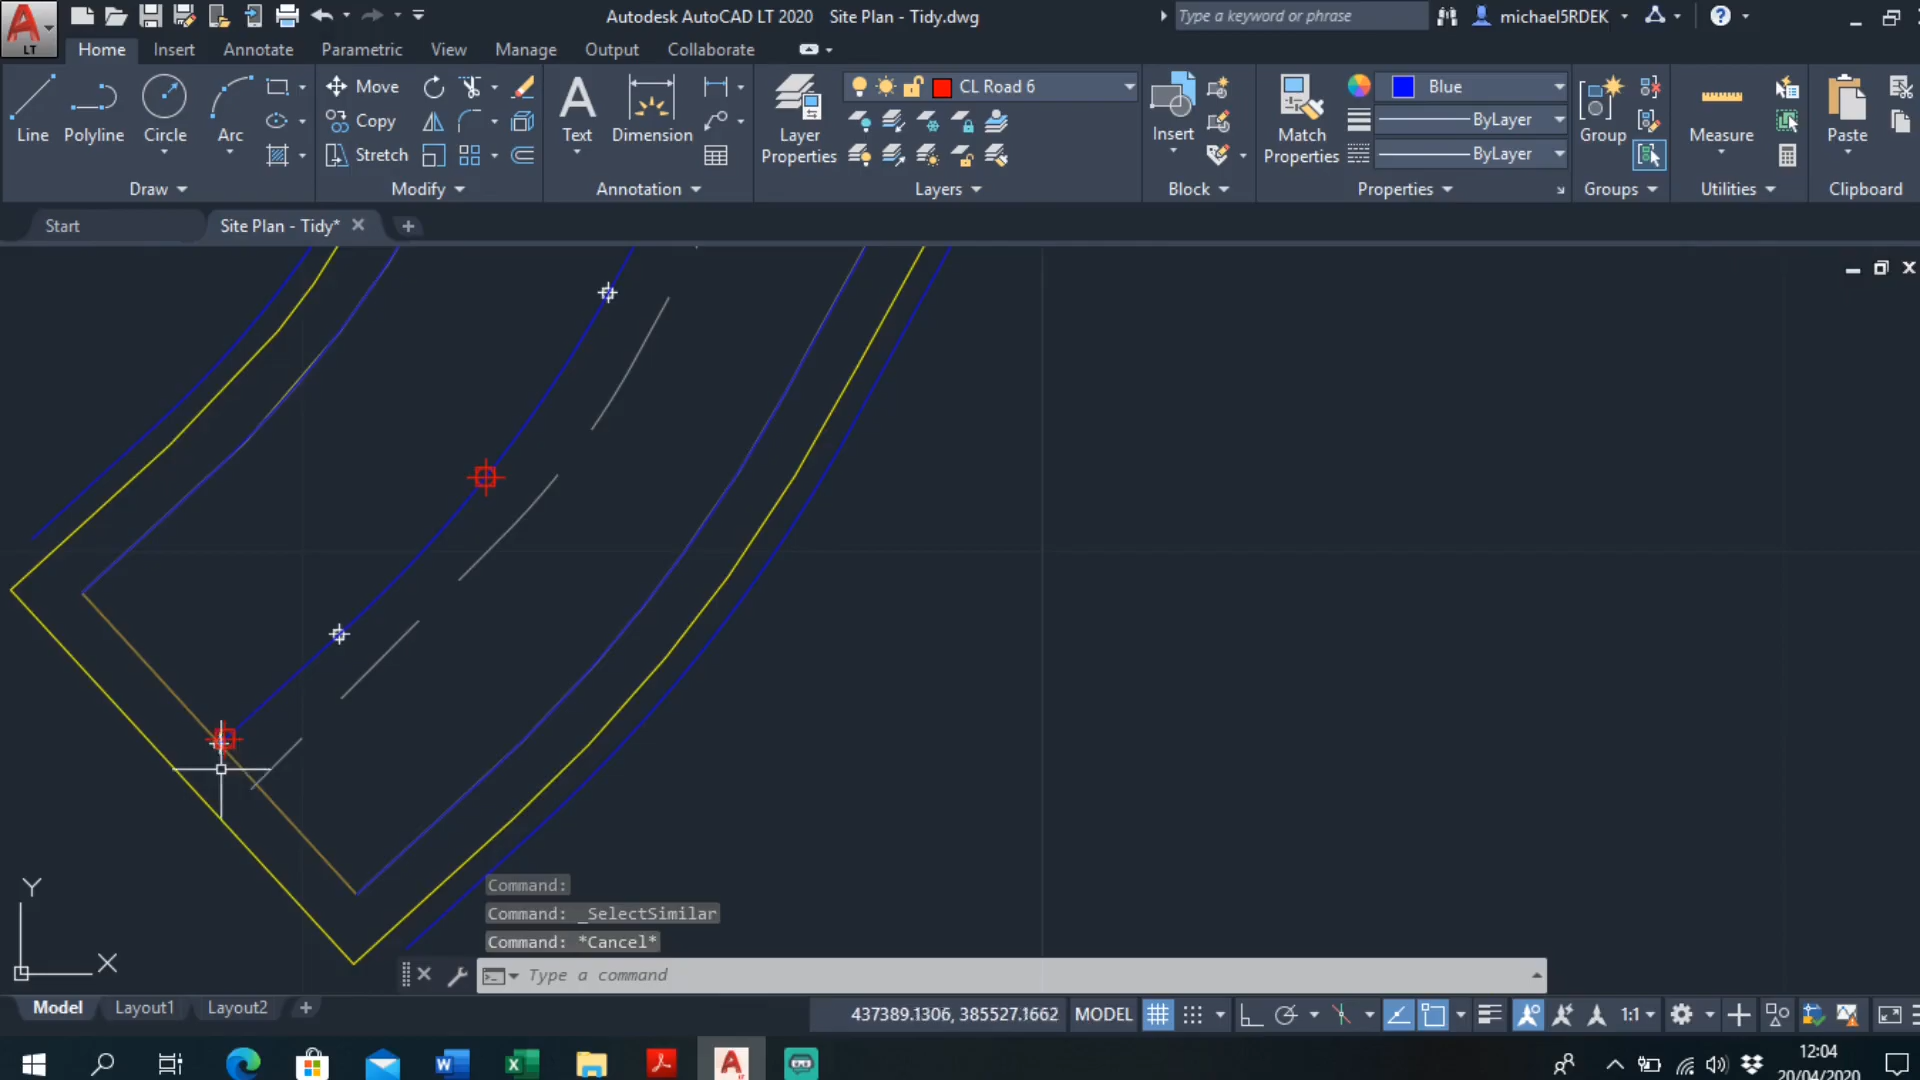 Autodesk AutoCAD LT 2020 Site Plan - Tidy.dwg
Type a keyword or phrase
michael5RDEK
LT
Home Insert Annotate Parametric View Manage Output Collaborate
Line Polyline Circle Arc
Draw
Move
Copy
Stretch
Modify
Text Dimension
Annotation
Layer Properties
CL Road 6
Layers
Insert
Block
Match Properties
Blue
ByLayer
ByLayer
Properties
Group
Groups
Measure
Utilities
Paste
Clipboard
Start Site Plan - Tidy*
Y
X
Command:
Command: _SelectSimilar
Command: *Cancel*
Type a command
Model Layout1 Layout2
437389.1306, 385527.1662 MODEL 1:1
12:04
20/04/2020